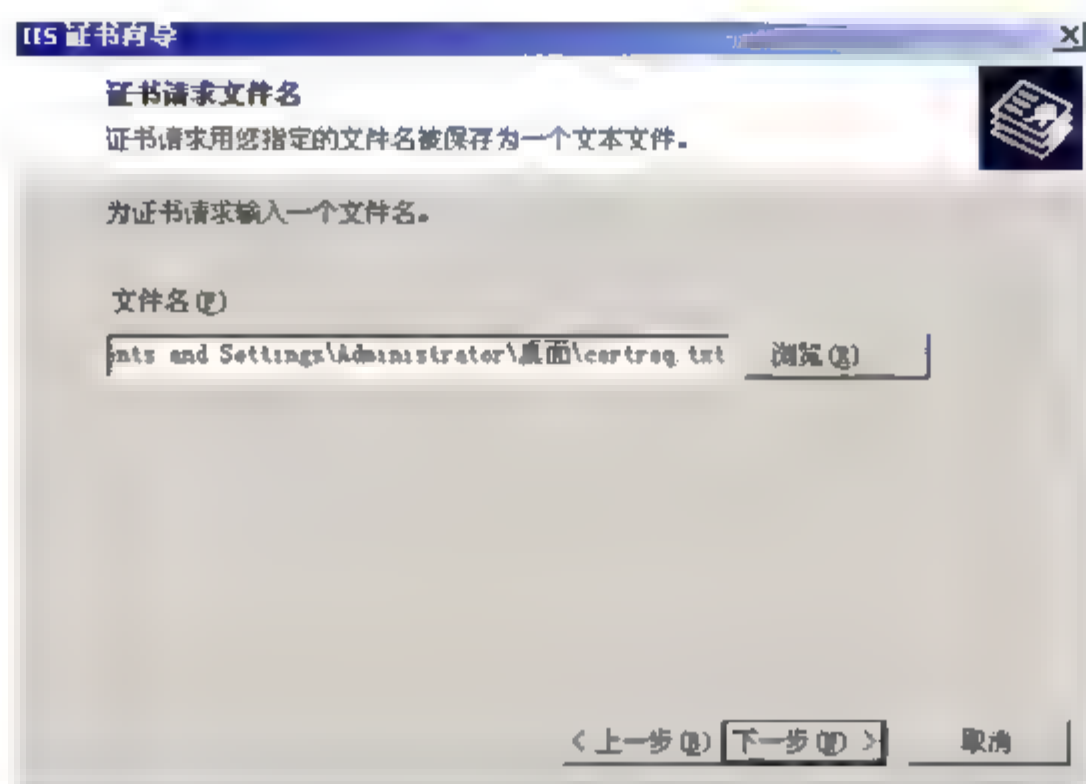 IIS 证书向导
证书请求文件名
证书请求用您指定的文件名被保存为一个文本文件。
为证书请求输入一个文件名。
文件名(F)
ents and Settings\Administrator\桌面\certreq.txt 浏览(R)
< 上一步(B) 下一步(N) > 取消